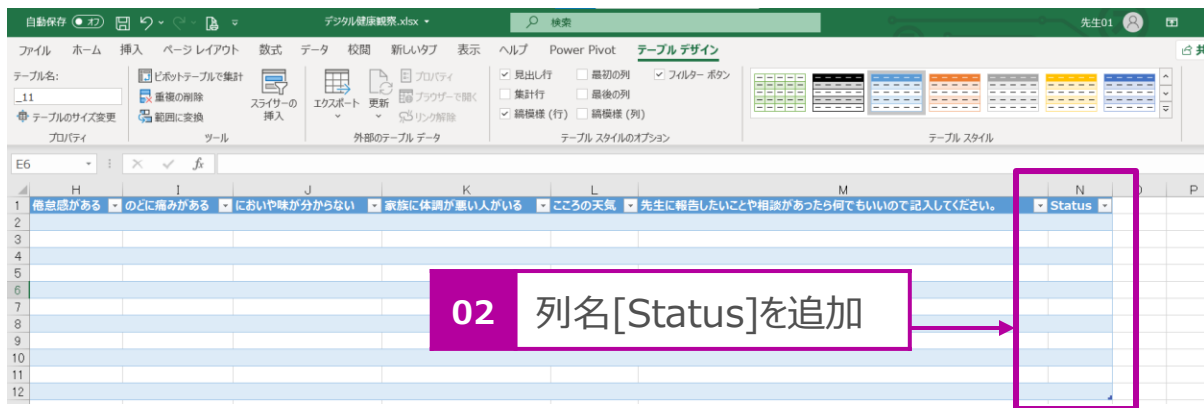 自動保存 オフ デジタル健康観察.xlsx 検索 先生01
ファイル ホーム 挿入 ページ レイアウト 数式 データ 校閲 新しいタブ 表示 ヘルプ Power Pivot テーブル デザイン
テーブル名:
_11
テーブルのサイズ変更
プロパティ
ピボットテーブルで集計
重複の削除
範囲に変換
スライサーの
挿入
ツール
エクスポート 更新
プロパティ
ブラウザーで開く
リンク解除
外部のテーブル データ
見出し行 最初の列 フィルター ボタン
集計行 最後の列
縞模様 (行) 縞模様 (列)
テーブル スタイルのオプション
テーブル スタイル
E6 fx
H I J K L M N O P
1 倦怠感がある のどに痛みがある においや味が分からない 家族に体調が悪い人がいる こころの天気 先生に報告したいことや相談があったら何でもいいので記入してください。 Status
2
3
4
5
6
7
8
9
10
11
12
02 列名[Status]を追加